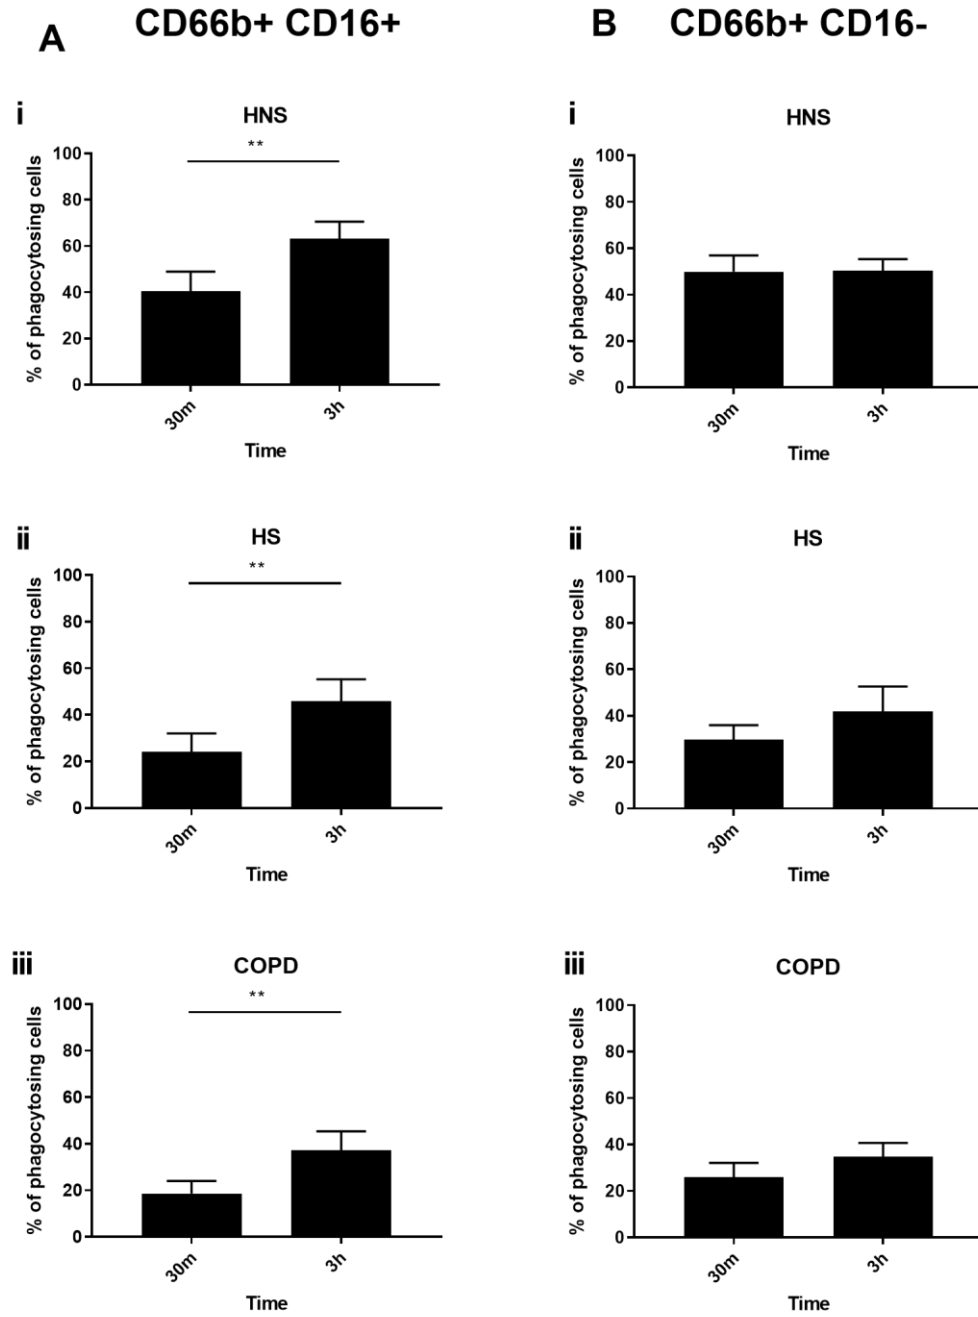 A CD66b+ CD16+
B CD66b+ CD16-
i
HNS
**
% of phagocytosing cells
100
80
60
40
20
0
30m
3h
Time
i
HNS
% of phagocytosing cells
100
80
60
40
20
0
30m
3h
Time
ii
HS
**
% of phagocytosing cells
100
80
60
40
20
0
30m
3h
Time
ii
HS
% of phagocytosing cells
100
80
60
40
20
0
30m
3h
Time
iii
COPD
**
% of phagocytosing cells
100
80
60
40
20
0
30m
3h
Time
iii
COPD
% of phagocytosing cells
100
80
60
40
20
0
30m
3h
Time